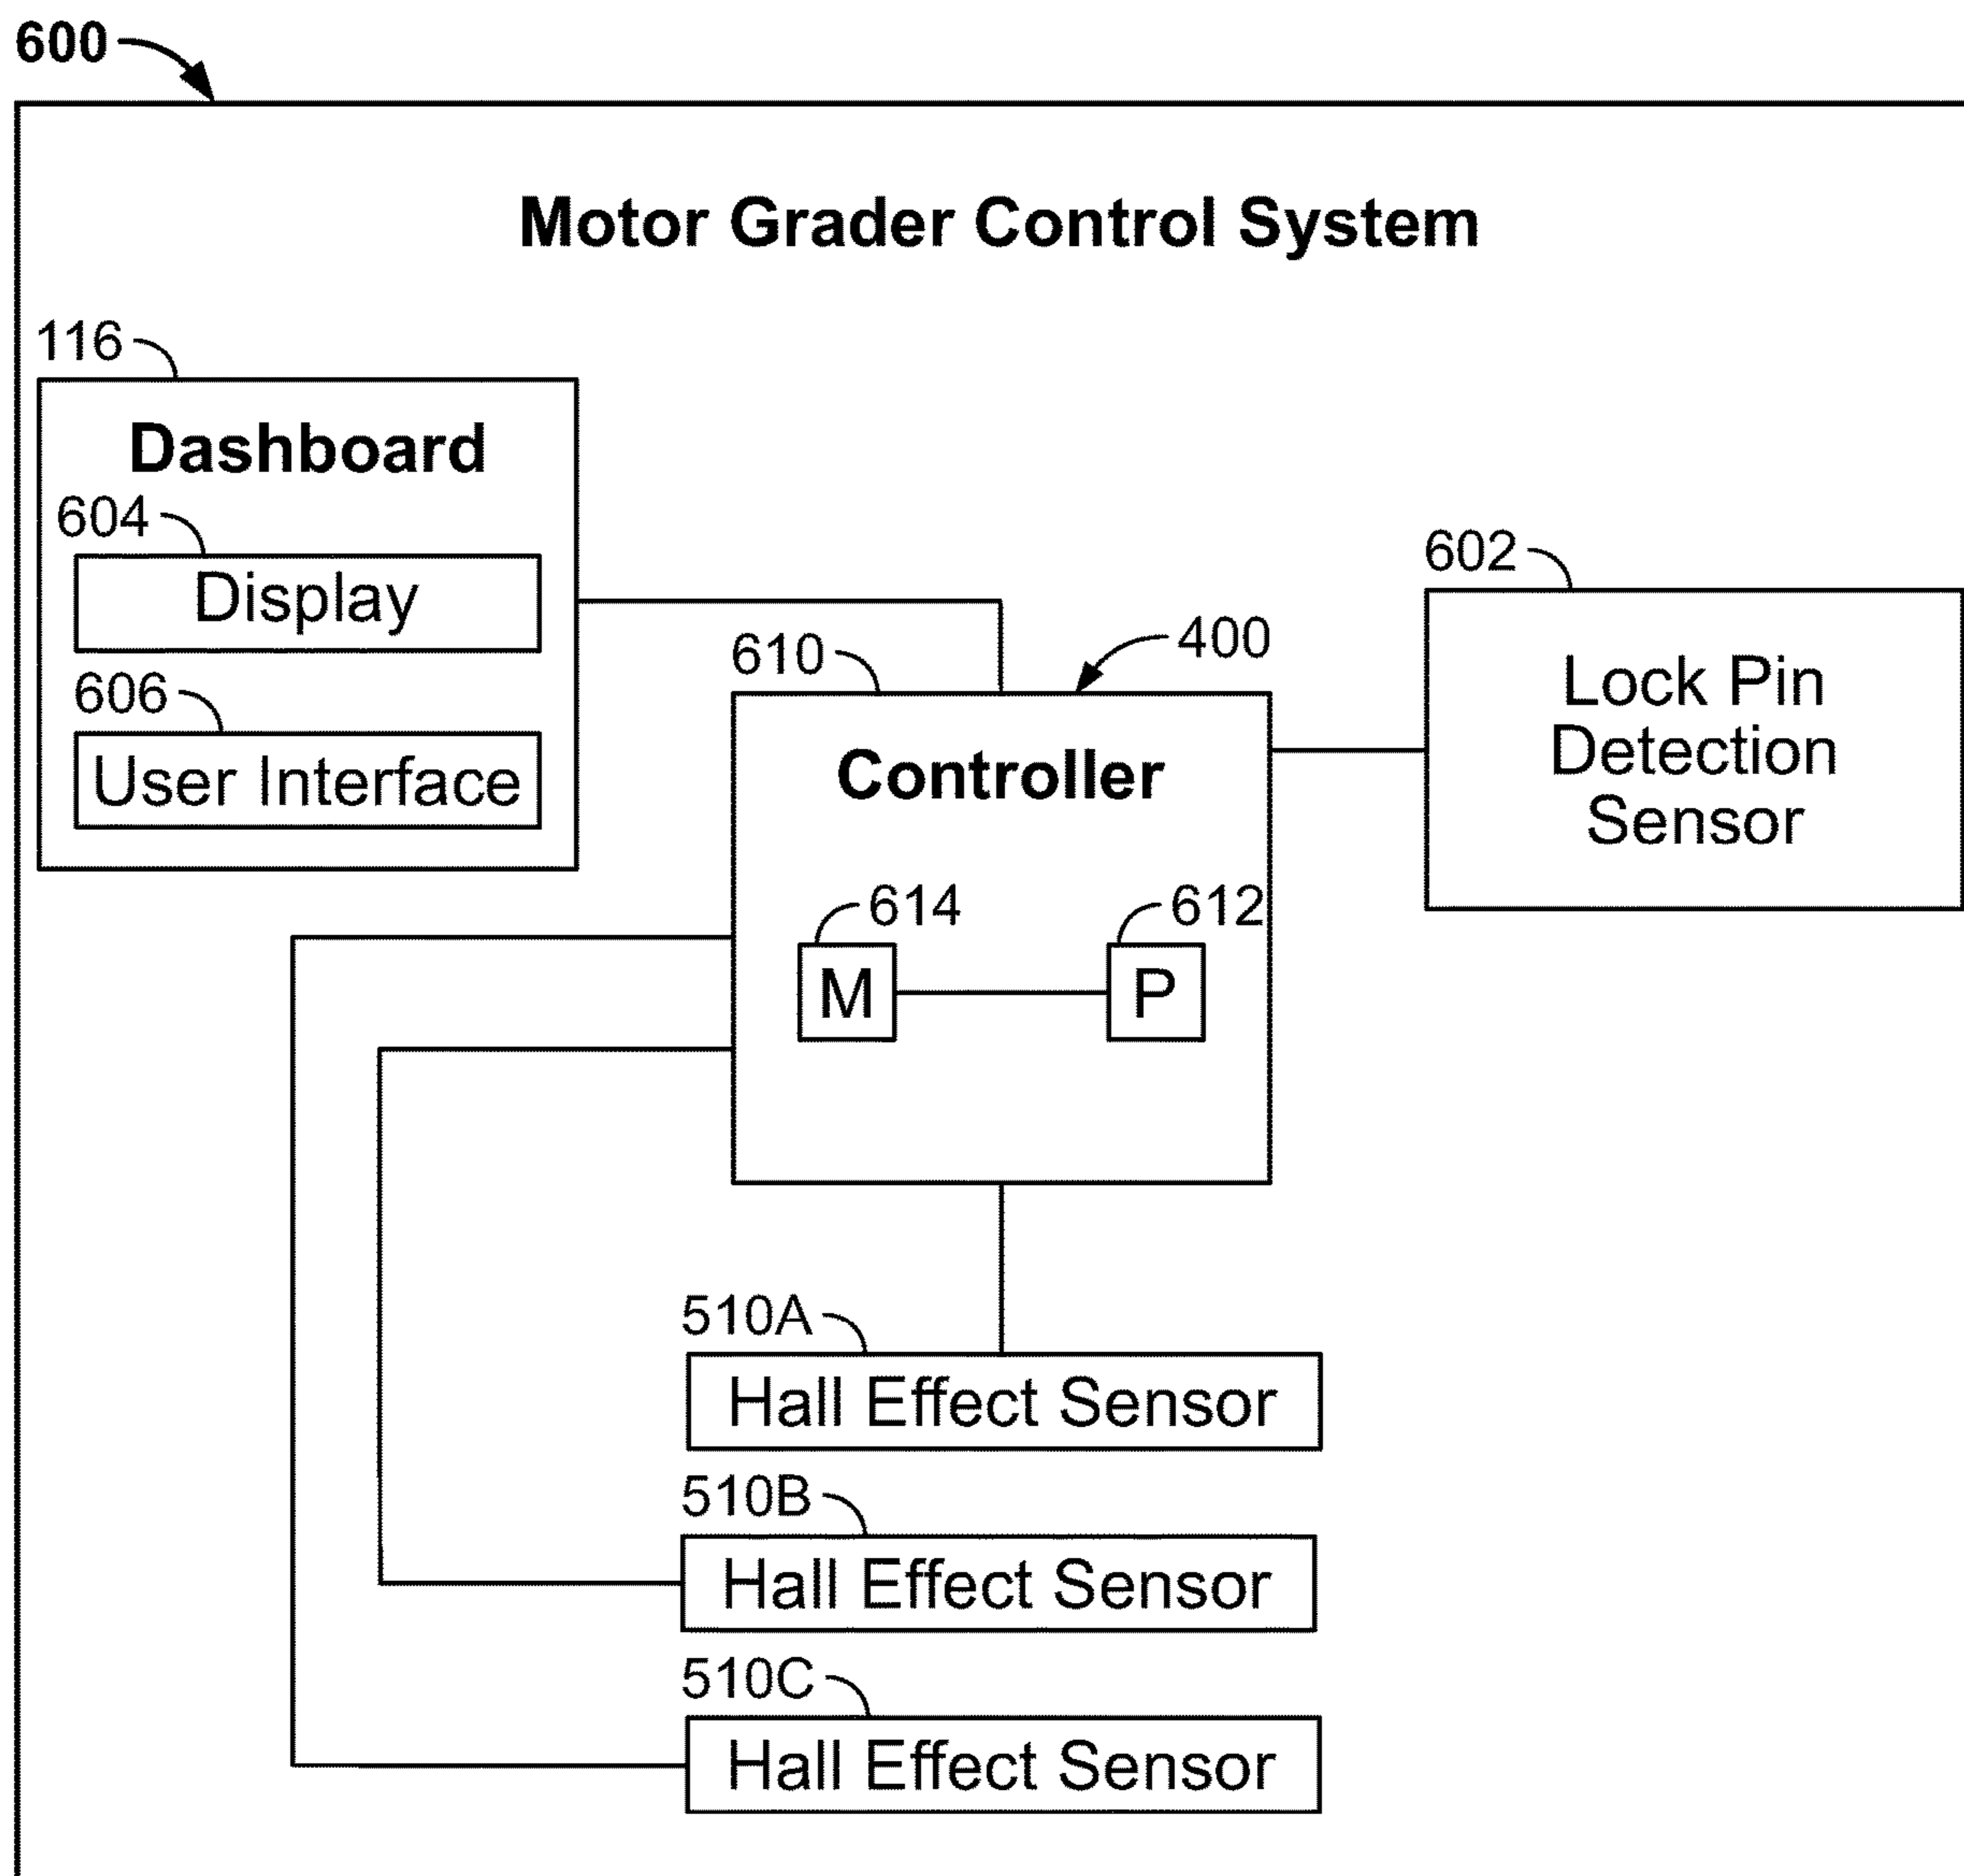 600
Motor Grader Control System
116
Dashboard
604
Display
606
User Interface
610
400
Controller
614
612
M
P
602
Lock Pin
Detection
Sensor
510A
Hall Effect Sensor
510B
Hall Effect Sensor
510C
Hall Effect Sensor